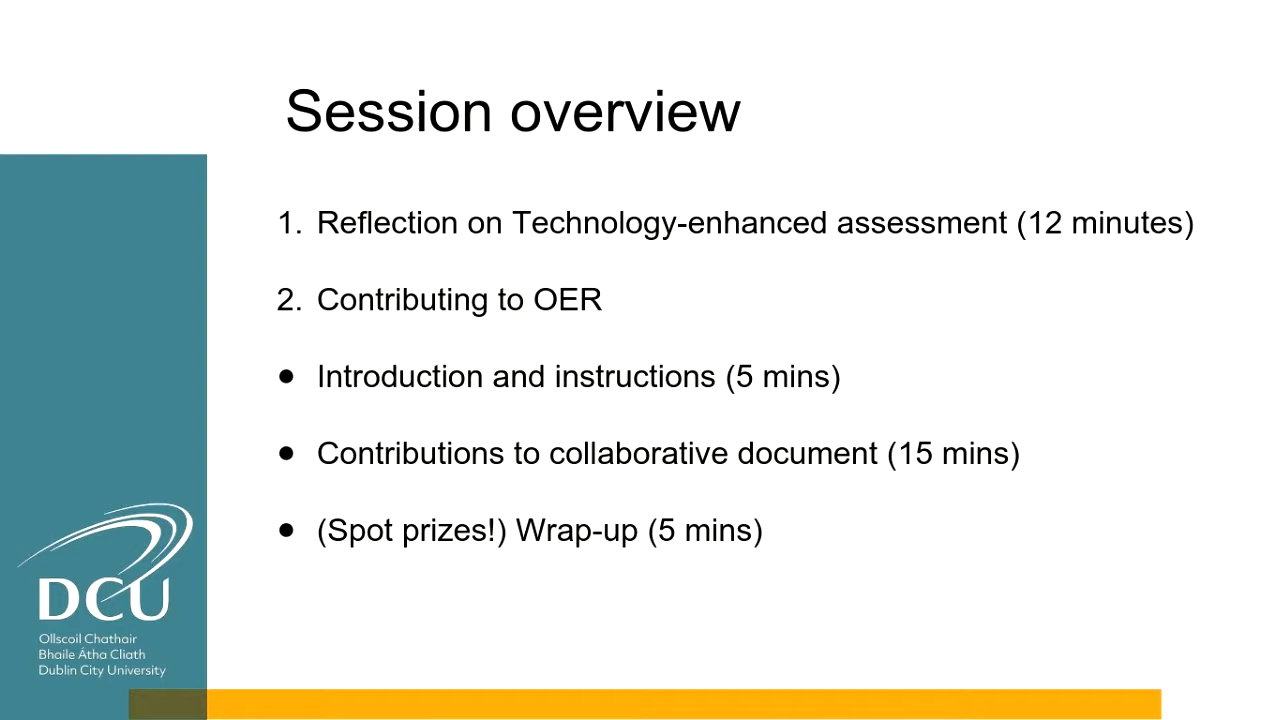 Session overview
1. Reflection on Technology-enhanced assessment (12 minutes)
2. Contributing to OER
● Introduction and instructions (5 mins)
● Contributions to collaborative document (15 mins)
● (Spot prizes!) Wrap-up (5 mins)
DCU
Ollscoil Chathair
Bhaile Átha Cliath
Dublin City University